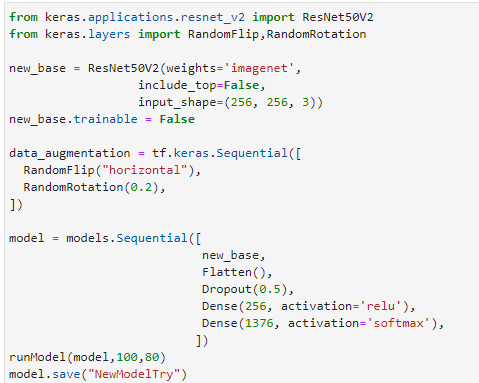 from keras.applications.resnet_v2 import ResNet50V2
from keras.layers import RandomFlip,RandomRotation
new_base = ResNet50V2(weights='imagenet',
include_top=False,
input_shape=(256, 256, 3))
new_base.trainable = False
data_augmentation = tf.keras.Sequential([
RandomFlip("horizontal"),
RandomRotation(0.2),
])
model = models.Sequential([
new_base,
Flatten(),
Dropout(0.5),
Dense(256, activation='relu'),
Dense(1376, activation='softmax'),
])
runModel(model,100,80)
model.save("NewModelTry")